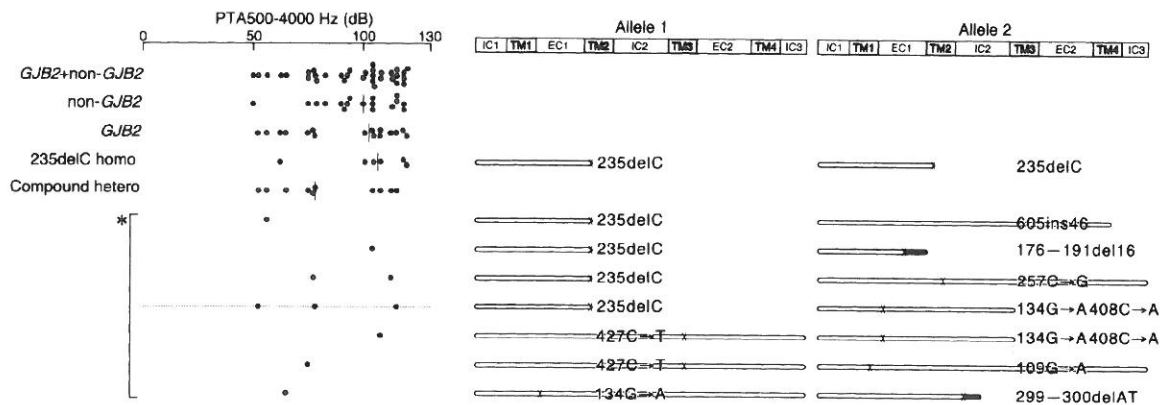 PTA500-4000 Hz (dB)
0 50 100 130
Allele 1
IC1 TM1 EC1 TM2 IC2 TM3 EC2 TM4 IC3
Allele 2
IC1 TM1 EC1 TM2 IC2 TM3 EC2 TM4 IC3
GJB2+non-GJB2
non-GJB2
GJB2
235delC homo 235delC 235delC
Compound hetero
* 235delC 605ins46
235delC 176-191del16
235delC 257C→G
235delC 134G→A408C→A
427C→T 134G→A408C→A
427C→T 109G→A
134G→A 299-300delAT